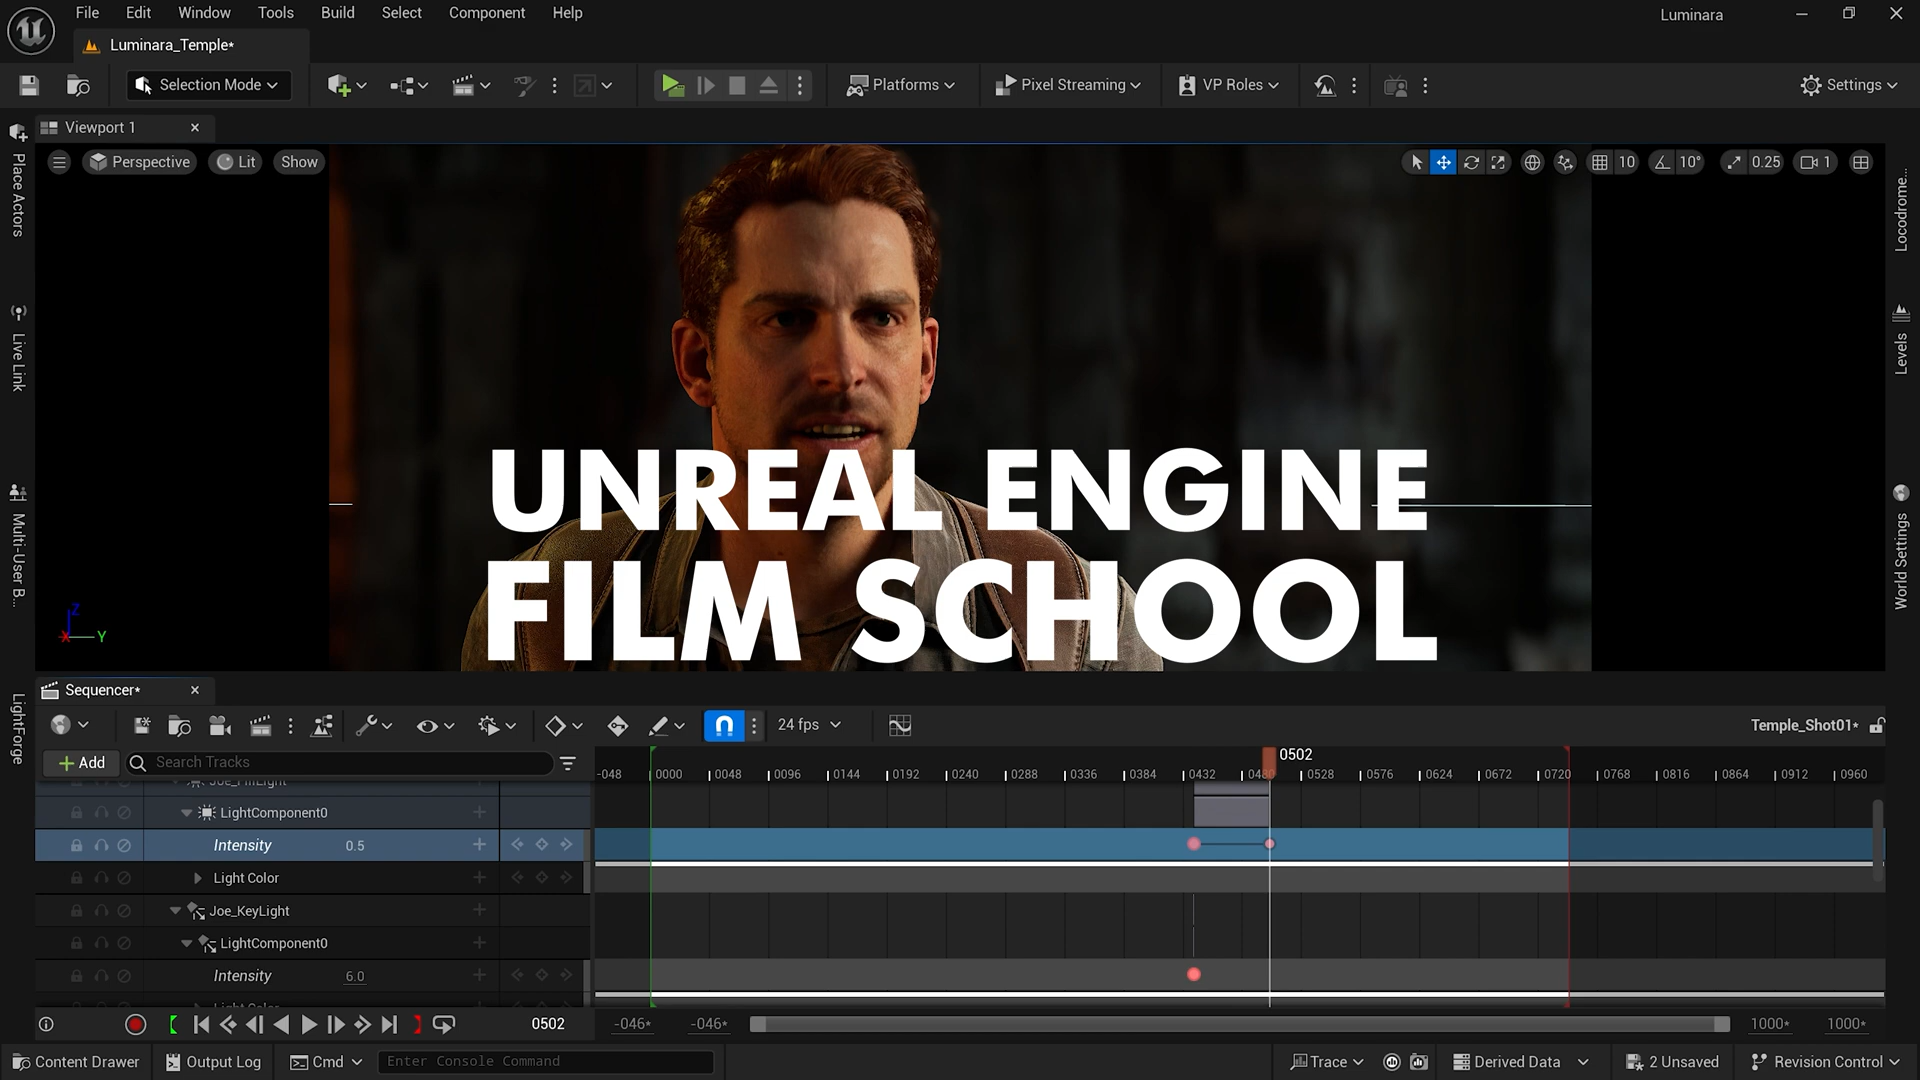 File Edit Window Tools Build Select Component Help
Luminara
Luminara_Temple*
Selection Mode
Platforms
Pixel Streaming
VP Roles
Settings
Viewport 1
Perspective Lit Show
10 10° 0.25 1
Place Actors
Live Link
Multi-User B...
LightForge
Locodrome...
Levels
World Settings
Z
X Y
UNREAL ENGINE
FILM SCHOOL
Sequencer*
24 fps
Temple_Shot01*
Add Search Tracks
0502
-048 0000 0048 0096 0144 0192 0240 0288 0336 0384 0432 0480 0528 0576 0624 0672 0720 0768 0816 0864 0912 0960
Joe_FillLight
LightComponent0
Intensity 0.5
Light Color
Joe_KeyLight
LightComponent0
Intensity 6.0
Light Color
0502 -046* -046* 1000* 1000*
Content Drawer Output Log Cmd Enter Console Command Trace Derived Data 2 Unsaved Revision Control